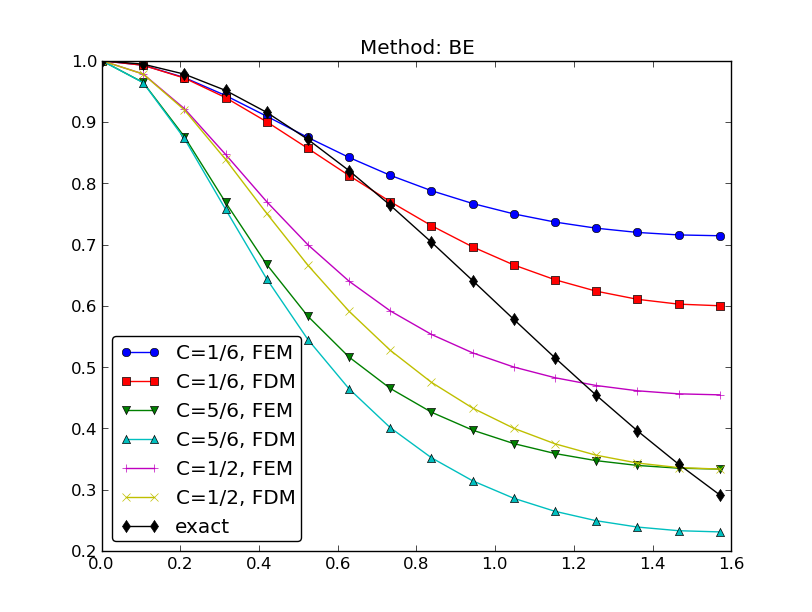 Method: BE
1.0
0.9
0.8
0.7
0.6
0.5
0.4
0.3
0.2
C=1/6, FEM
C=1/6, FDM
C=5/6, FEM
C=5/6, FDM
C=1/2, FEM
C=1/2, FDM
exact
0.0 0.2 0.4 0.6 0.8 1.0 1.2 1.4 1.6